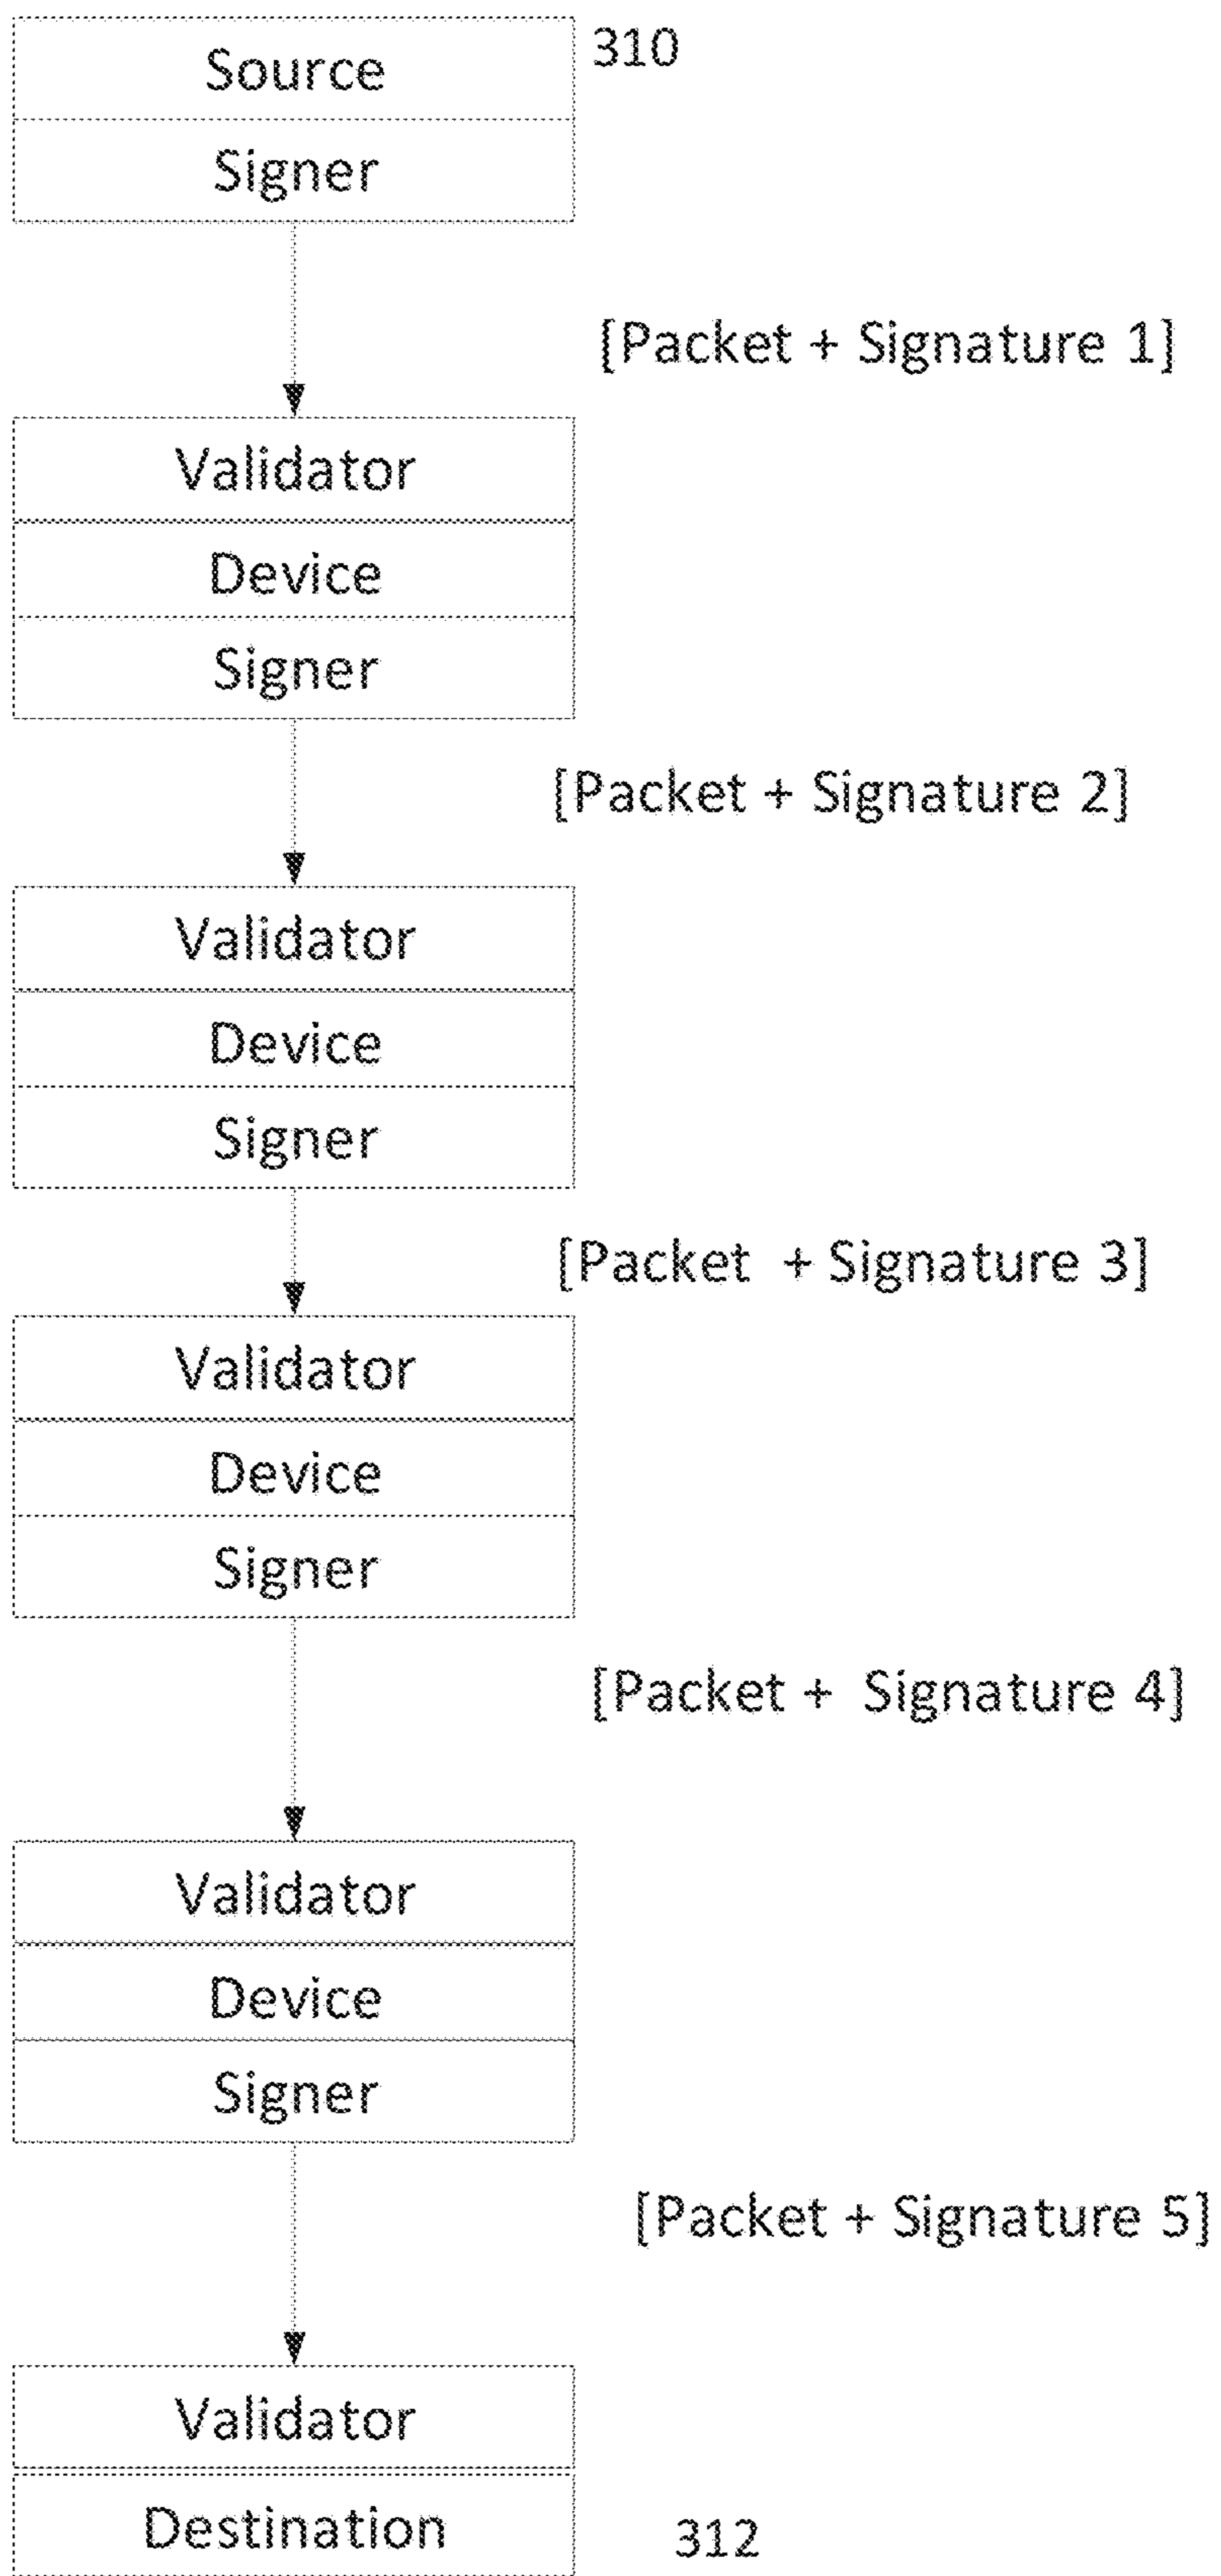 Source
310
Signer
[Packet + Signature 1]
Validator
Device
Signer
[Packet + Signature 2]
Validator
Device
Signer
[Packet + Signature 3]
Validator
Device
Signer
[Packet + Signature 4]
Validator
Device
Signer
[Packet + Signature 5]
Validator
Destination
312